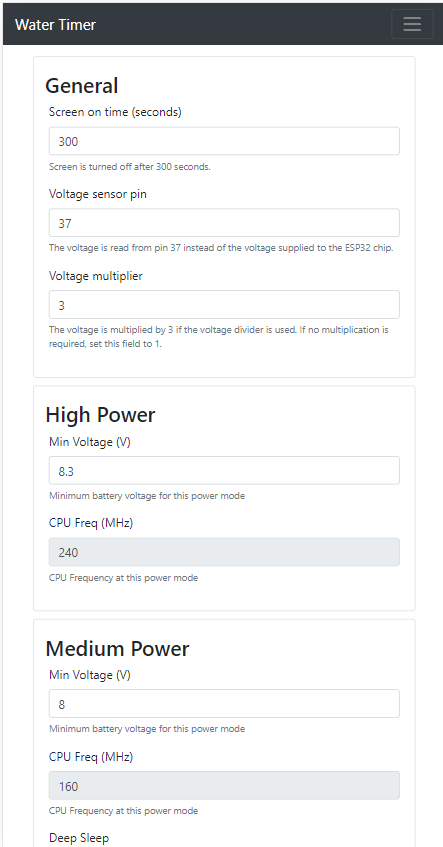 Water Timer
General
Screen on time (seconds)
300
Screen is turned off after 300 seconds.
Voltage sensor pin
37
The voltage is read from pin 37 instead of the voltage supplied to the ESP32 chip.
Voltage multiplier
3
The voltage is multiplied by 3 if the voltage divider is used. If no multiplication is
required, set this field to 1.
High Power
Min Voltage (V)
8.3
Minimum battery voltage for this power mode
CPU Freq (MHz)
240
CPU Frequency at this power mode
Medium Power
Min Voltage (V)
8
Minimum battery voltage for this power mode
CPU Freq (MHz)
160
CPU Frequency at this power mode
Deep Sleep